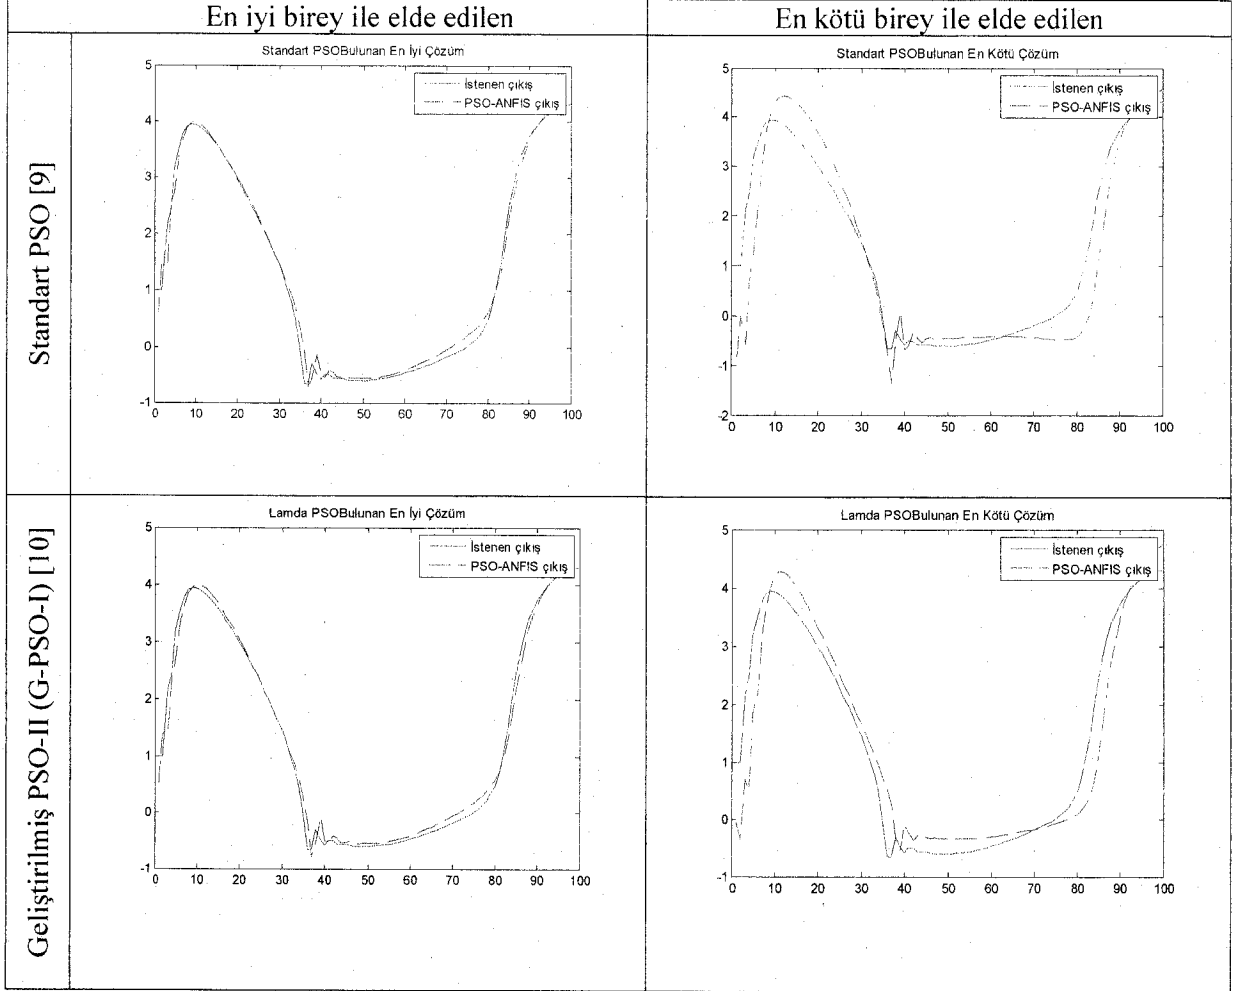 En iyi birey ile elde edilen
En kötü birey ile elde edilen
Standart PSO [9]
Standart PSOBulunan En İyi Çözüm
İstenen çıkış
PSO-ANFIS çıkış
5
4
3
2
1
0
-1
0 10 20 30 40 50 60 70 80 90 100
Standart PSOBulunan En Kötü Çözüm
İstenen çıkış
PSO-ANFIS çıkış
5
4
3
2
1
0
-1
-2
0 10 20 30 40 50 60 70 80 90 100
Geliştirilmiş PSO-II (G-PSO-I) [10]
Lamda PSOBulunan En İyi Çözüm
İstenen çıkış
PSO-ANFIS çıkış
5
4
3
2
1
0
-1
0 10 20 30 40 50 60 70 80 90 100
Lamda PSOBulunan En Kötü Çözüm
İstenen çıkış
PSO-ANFIS çıkış
5
4
3
2
1
0
-1
0 10 20 30 40 50 60 70 80 90 100